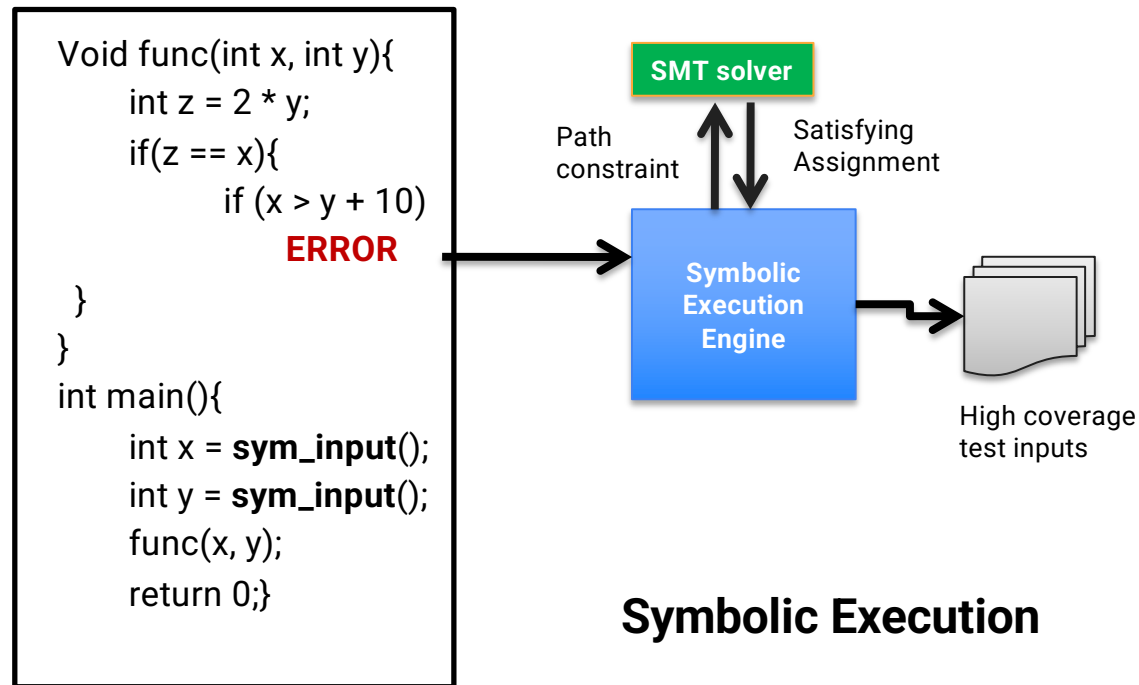 Void func(int x, int y){
int z = 2 * y;
if(z == x){
if (x > y + 10)
ERROR
}
}
int main(){
int x = sym_input();
int y = sym_input();
func(x, y);
return 0;}
SMT solver
Path
constraint
Satisfying
Assignment
Symbolic
Execution
Engine
High coverage
test inputs
Symbolic Execution